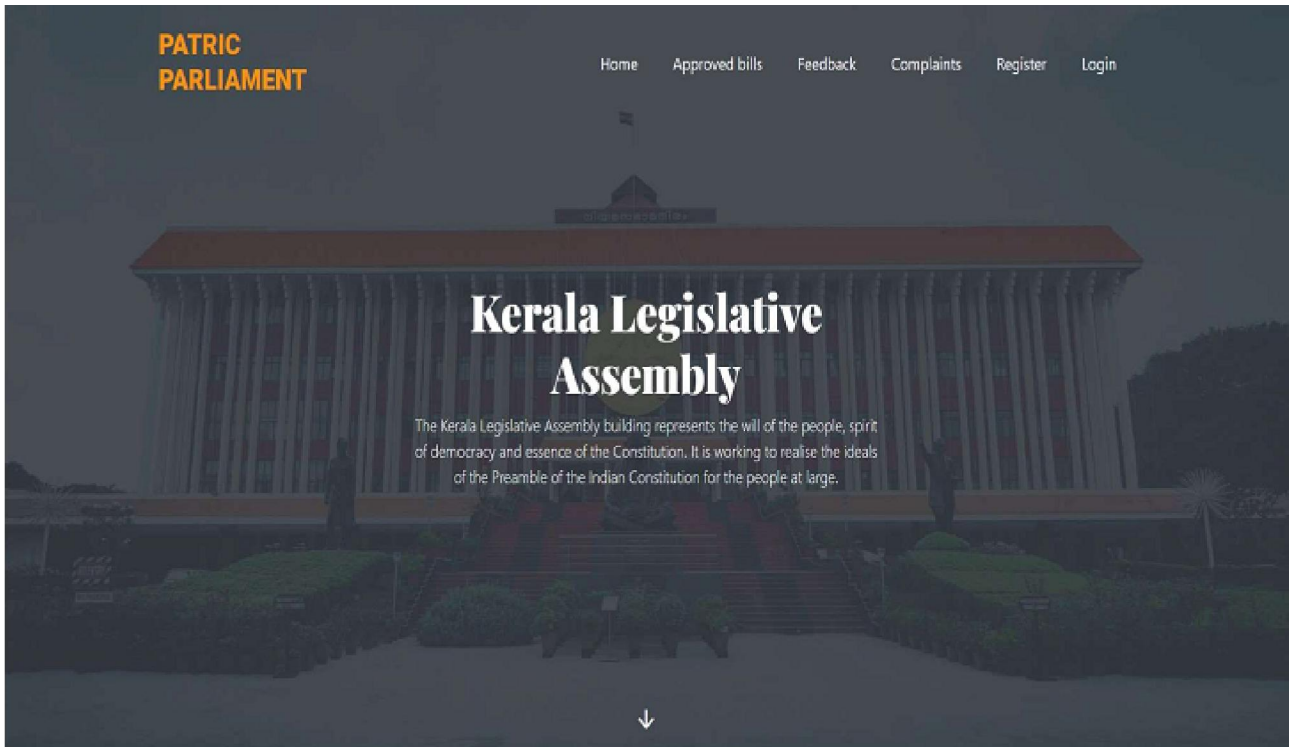 PATRIC
PARLIAMENT
Home Approved bills Feedback Complaints Register Login
Kerala Legislative
Assembly
The Kerala Legislative Assembly building represents the will of the people, spirit
of democracy and essence of the Constitution. It is working to realise the ideals
of the Preamble of the Indian Constitution for the people at large.